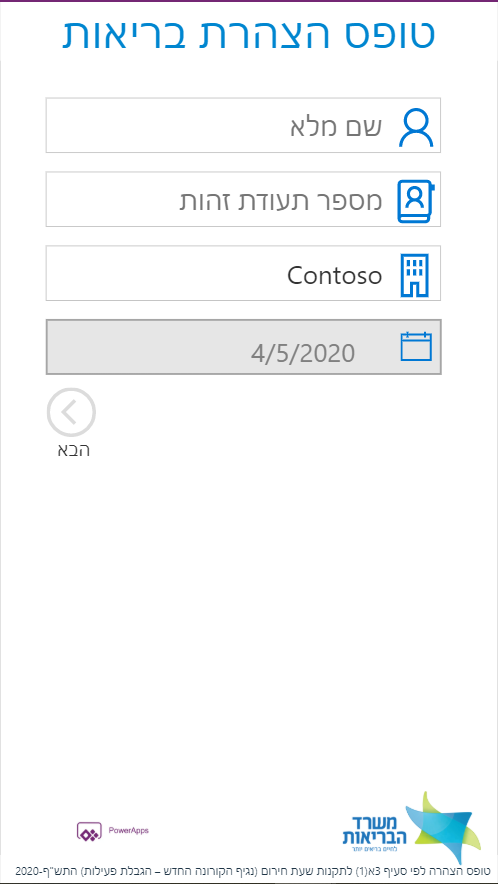 טופס הצהרת בריאות
שם מלא
מספר תעודת זהות
Contoso
4/5/2020
הבא
משרד
הבריאות
לחיים בריאים יותר
PowerApps
טופס הצהרה לפי סעיף 3א(1) לתקנות שעת חירום (נגיף הקורונה החדש – הגבלת פעילות) התש"ף-2020